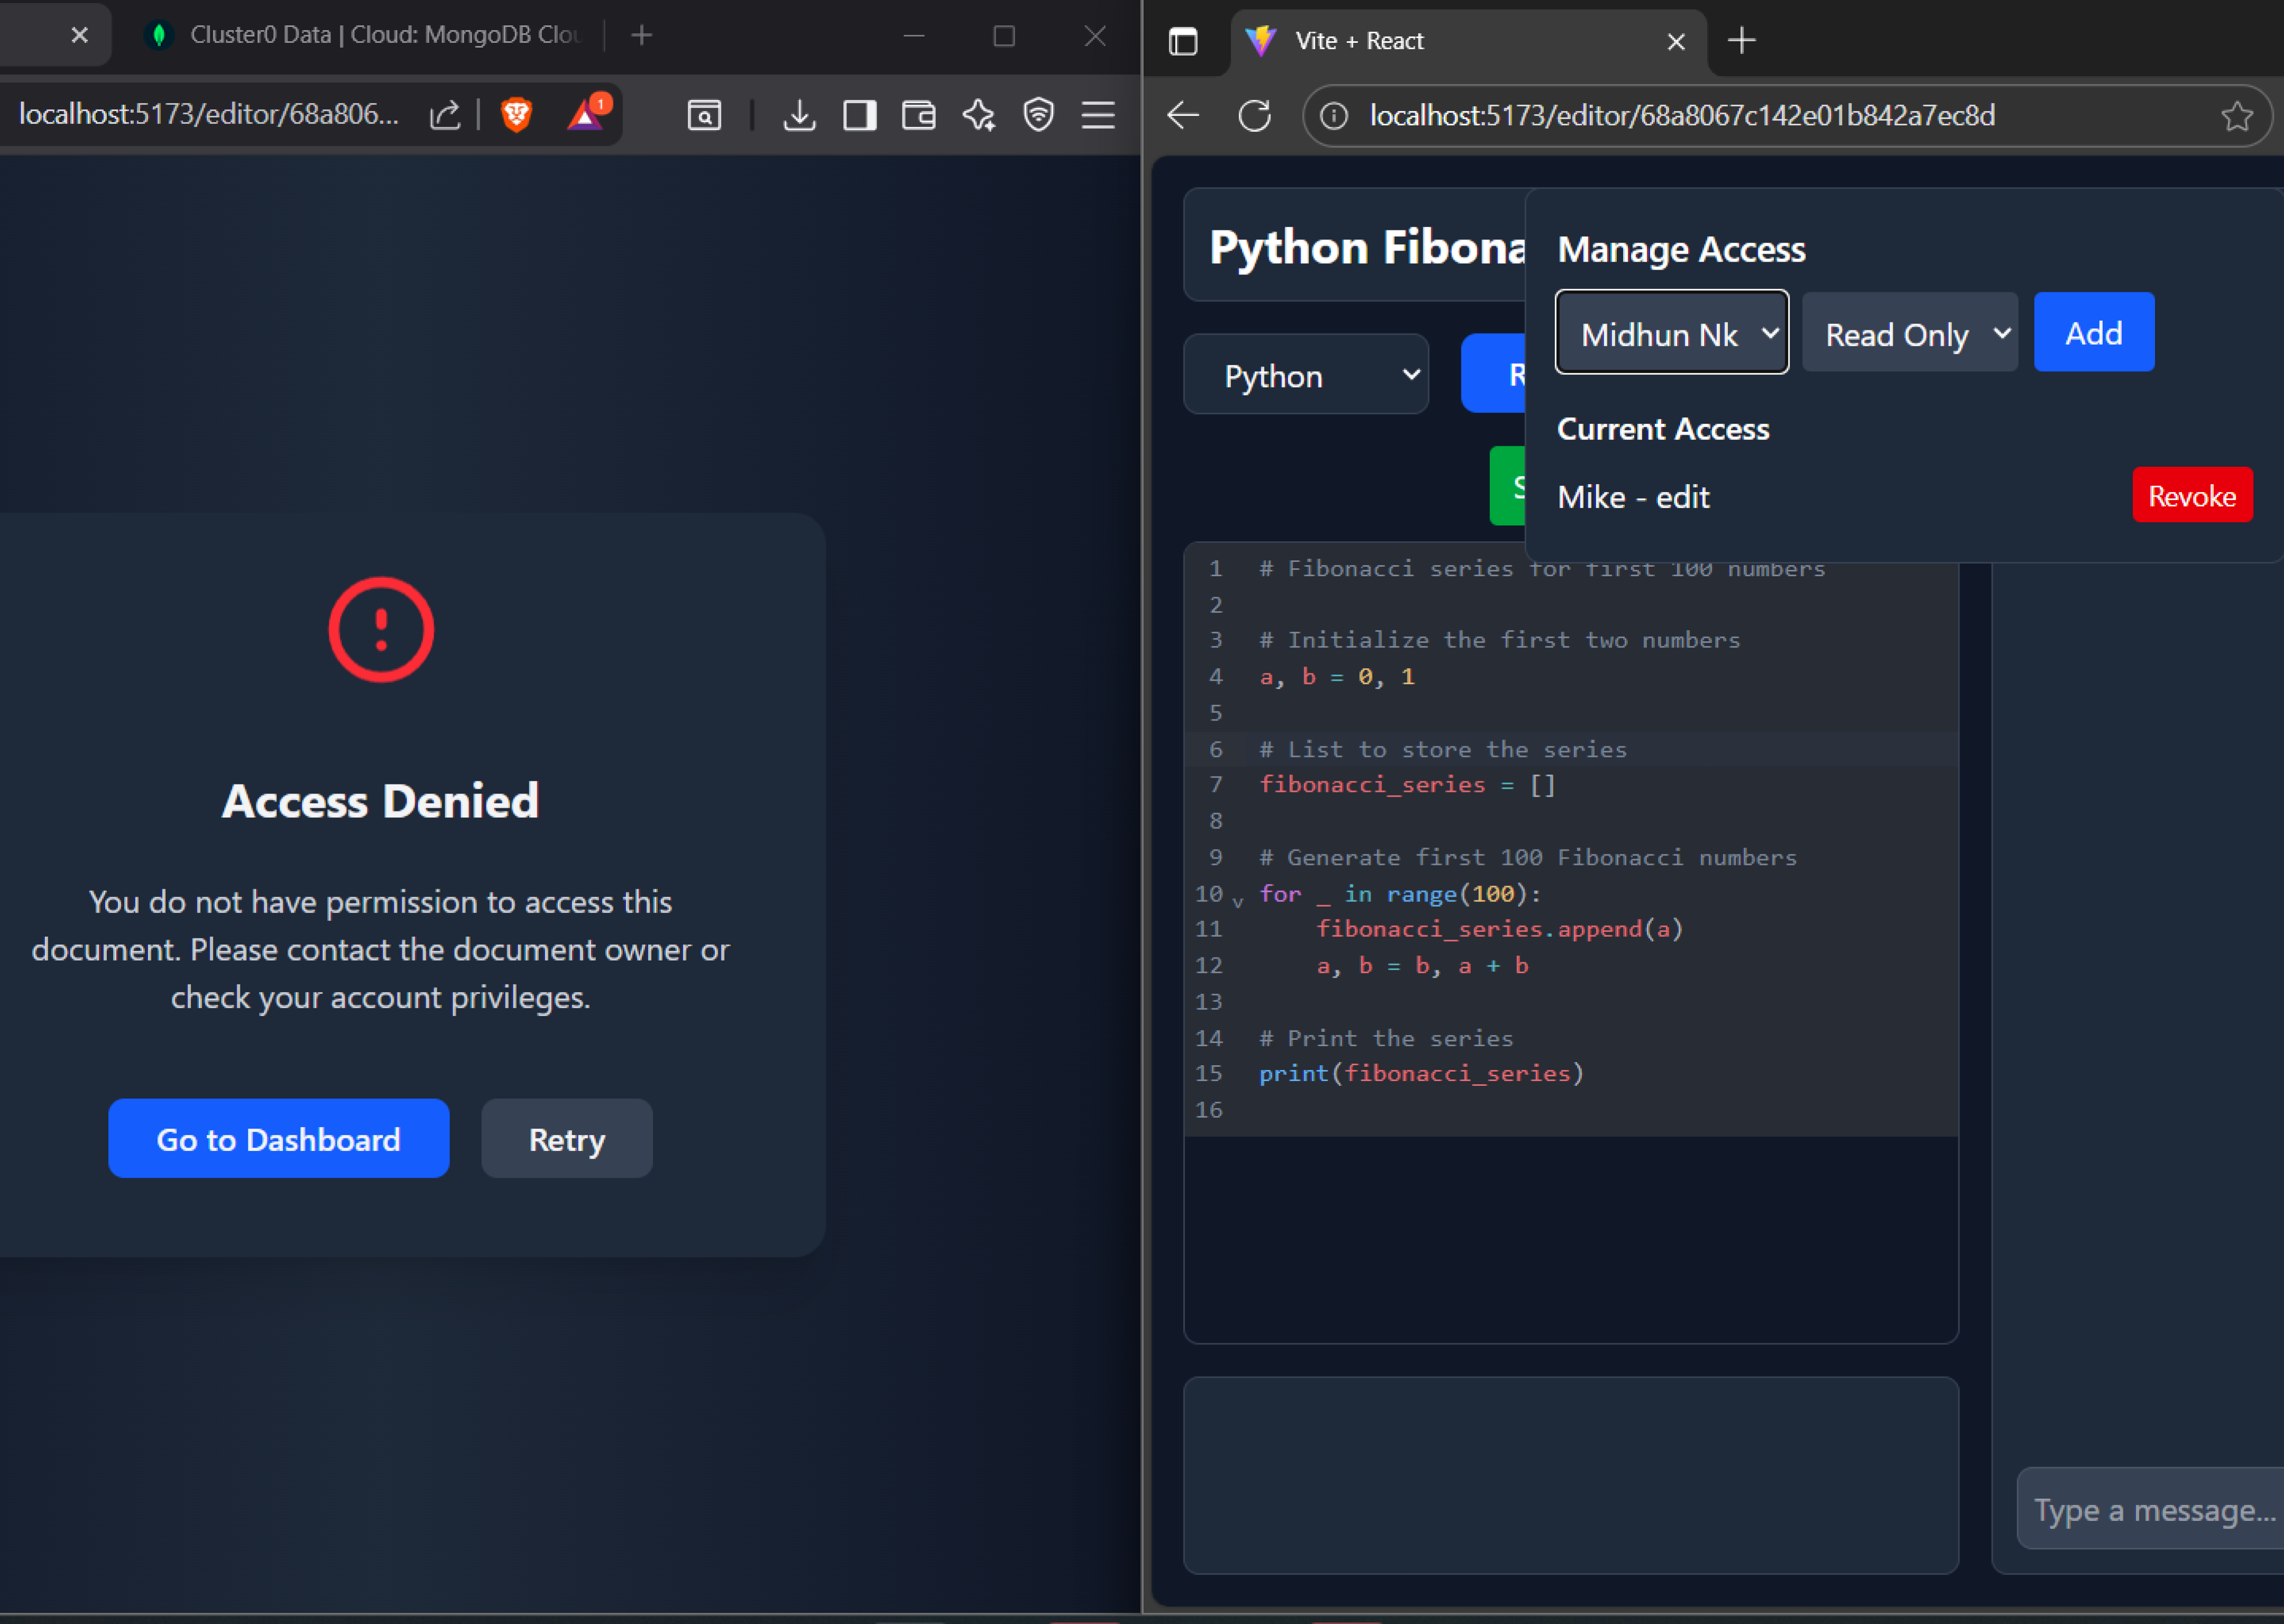 Cluster0 Data | Cloud: MongoDB Clou
localhost:5173/editor/68a806...
1
Access Denied
You do not have permission to access this
document. Please contact the document owner or
check your account privileges.
Go to Dashboard
Retry
Vite + React
localhost:5173/editor/68a8067c142e01b842a7ec8d
Python Fibona
Manage Access
Midhun Nk
Read Only
Add
Python
R
Current Access
S
Mike - edit
Revoke
1 # Fibonacci series for first 100 numbers
2
3 # Initialize the first two numbers
4 a, b = 0, 1
5
6 # List to store the series
7 fibonacci_series = []
8
9 # Generate first 100 Fibonacci numbers
10 for _ in range(100):
11 fibonacci_series.append(a)
12 a, b = b, a + b
13
14 # Print the series
15 print(fibonacci_series)
16
Type a message...